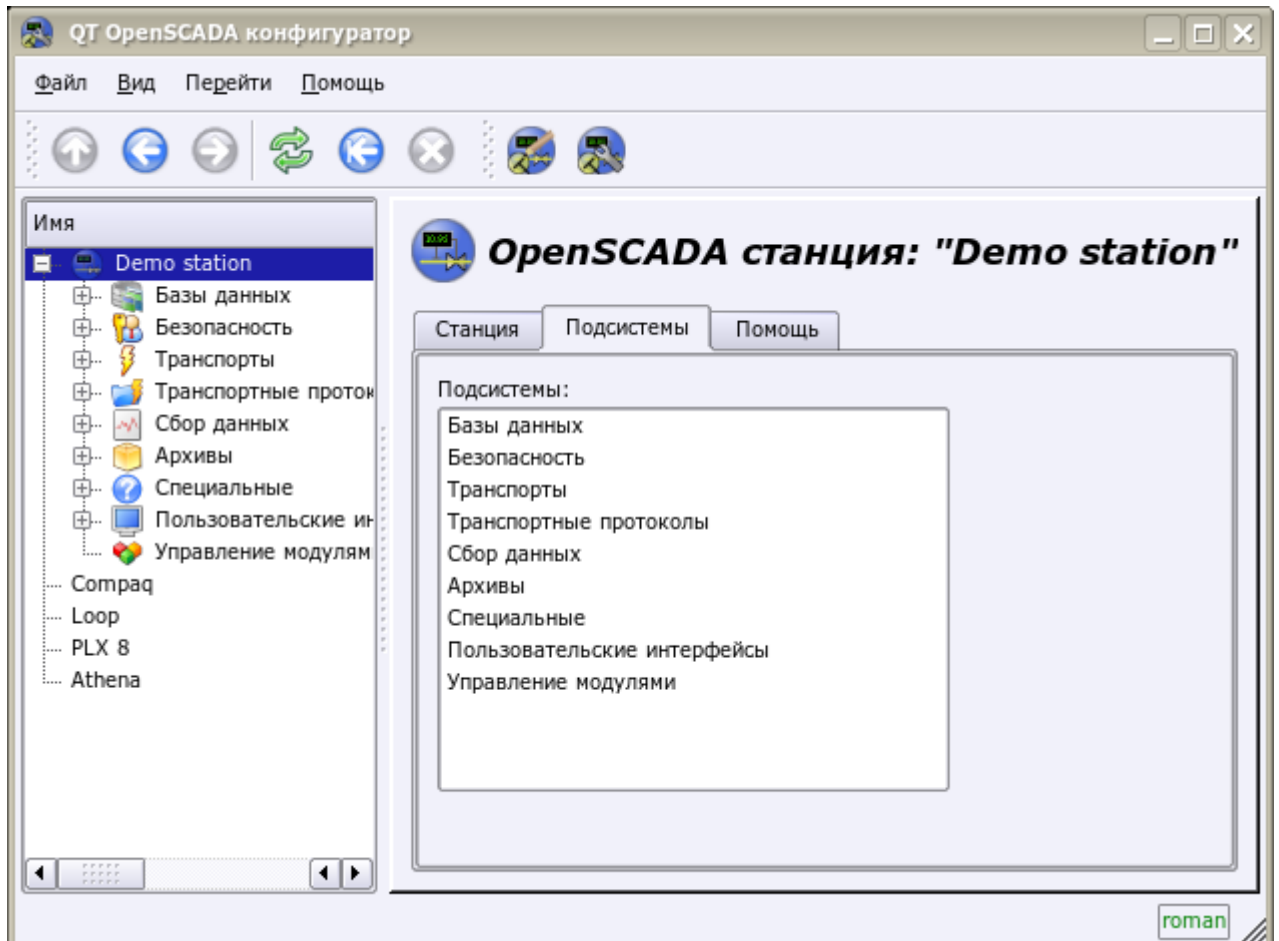 QT OpenSCADA конфигуратор
Файл Вид Перейти Помощь
Имя
Demo station
Базы данных
Безопасность
Транспорты
Транспортные проток
Сбор данных
Архивы
Специальные
Пользовательские ин
Управление модулям
Compaq
Loop
PLX 8
Athena
OpenSCADA станция: "Demo station"
Станция Подсистемы Помощь
Подсистемы:
Базы данных
Безопасность
Транспорты
Транспортные протоколы
Сбор данных
Архивы
Специальные
Пользовательские интерфейсы
Управление модулями
roman